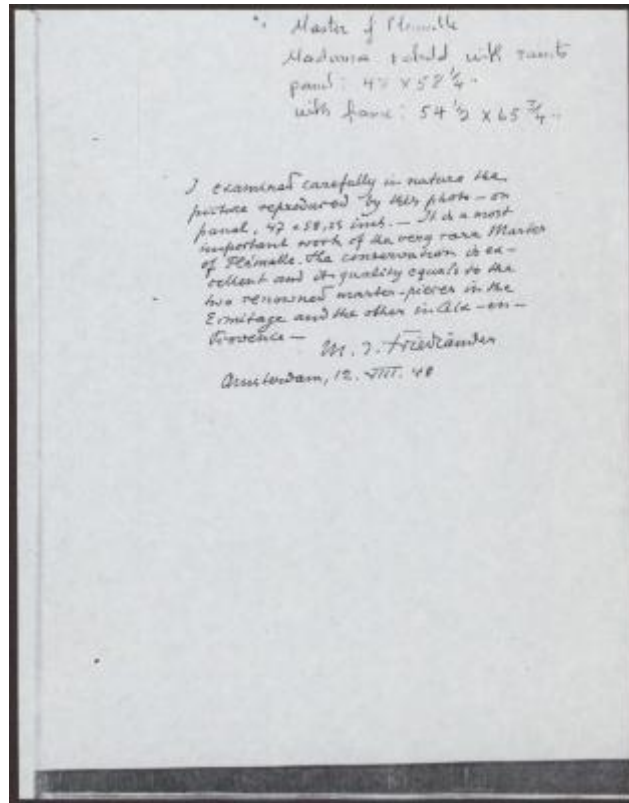 Master of Flemalle
Madonna & child with saints
panel: 47 x 58 1/4
with frame: 54 1/2 x 65 3/4
I examined carefully in nature the
picture reproduced by this photo – on
panel, 47 x 58,25 inch. – It is a most
important work of the very rare Master
of Flémalle. The conservation is ex-
cellent and its quality equals to the
two renowned master-pieces in the
Ermitage and the other in Aix-en-
Provence –
M. J. Friedländer
Amsterdam, 12. VIII. 48